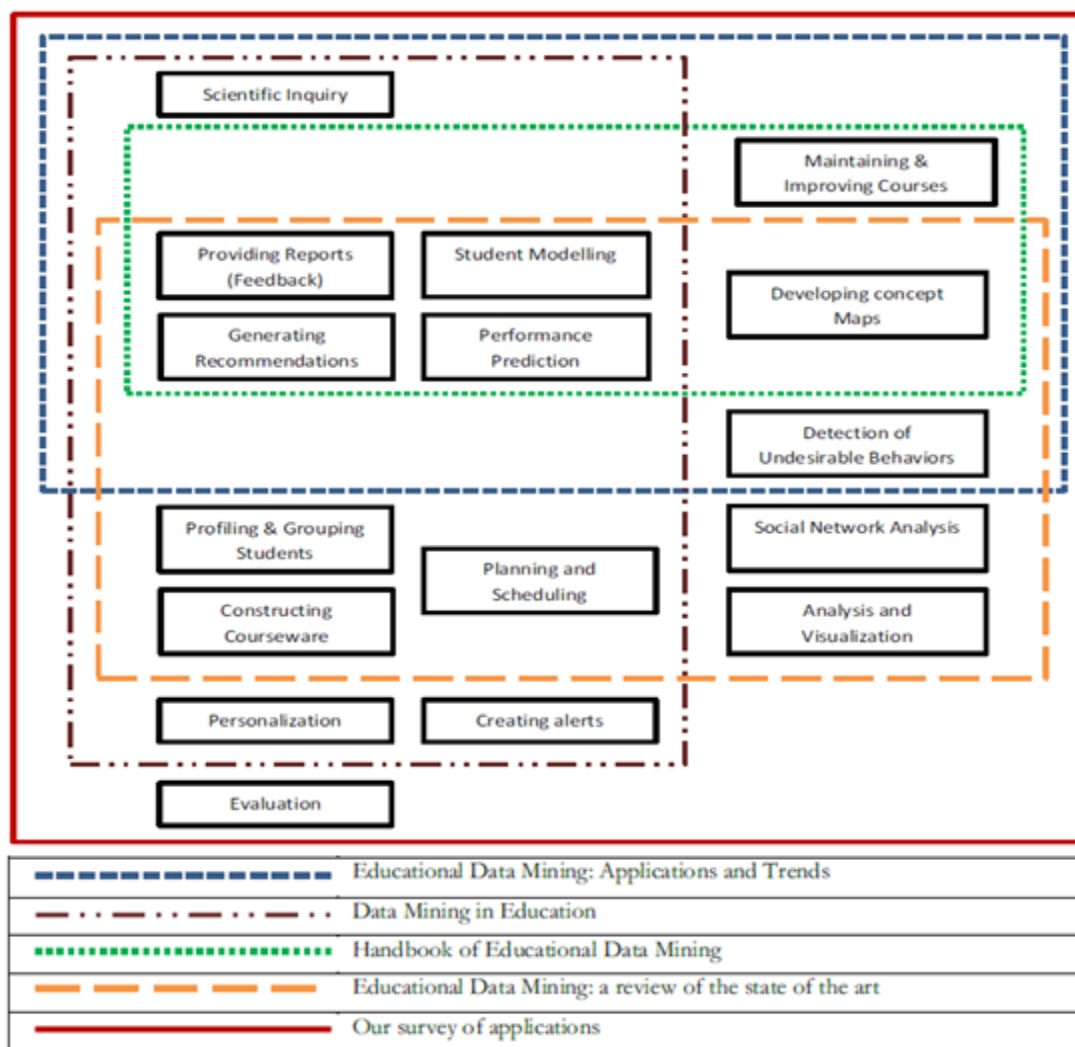 Scientific Inquiry
Maintaining &
Improving Courses
Providing Reports
(Feedback)
Student Modelling
Developing concept
Maps
Generating
Recommendations
Performance
Prediction
Detection of
Undesirable Behaviors
Profiling & Grouping
Students
Social Network Analysis
Planning and
Scheduling
Constructing
Courseware
Analysis and
Visualization
Personalization
Creating alerts
Evaluation
Educational Data Mining: Applications and Trends
Data Mining in Education
Handbook of Educational Data Mining
Educational Data Mining: a review of the state of the art
Our survey of applications